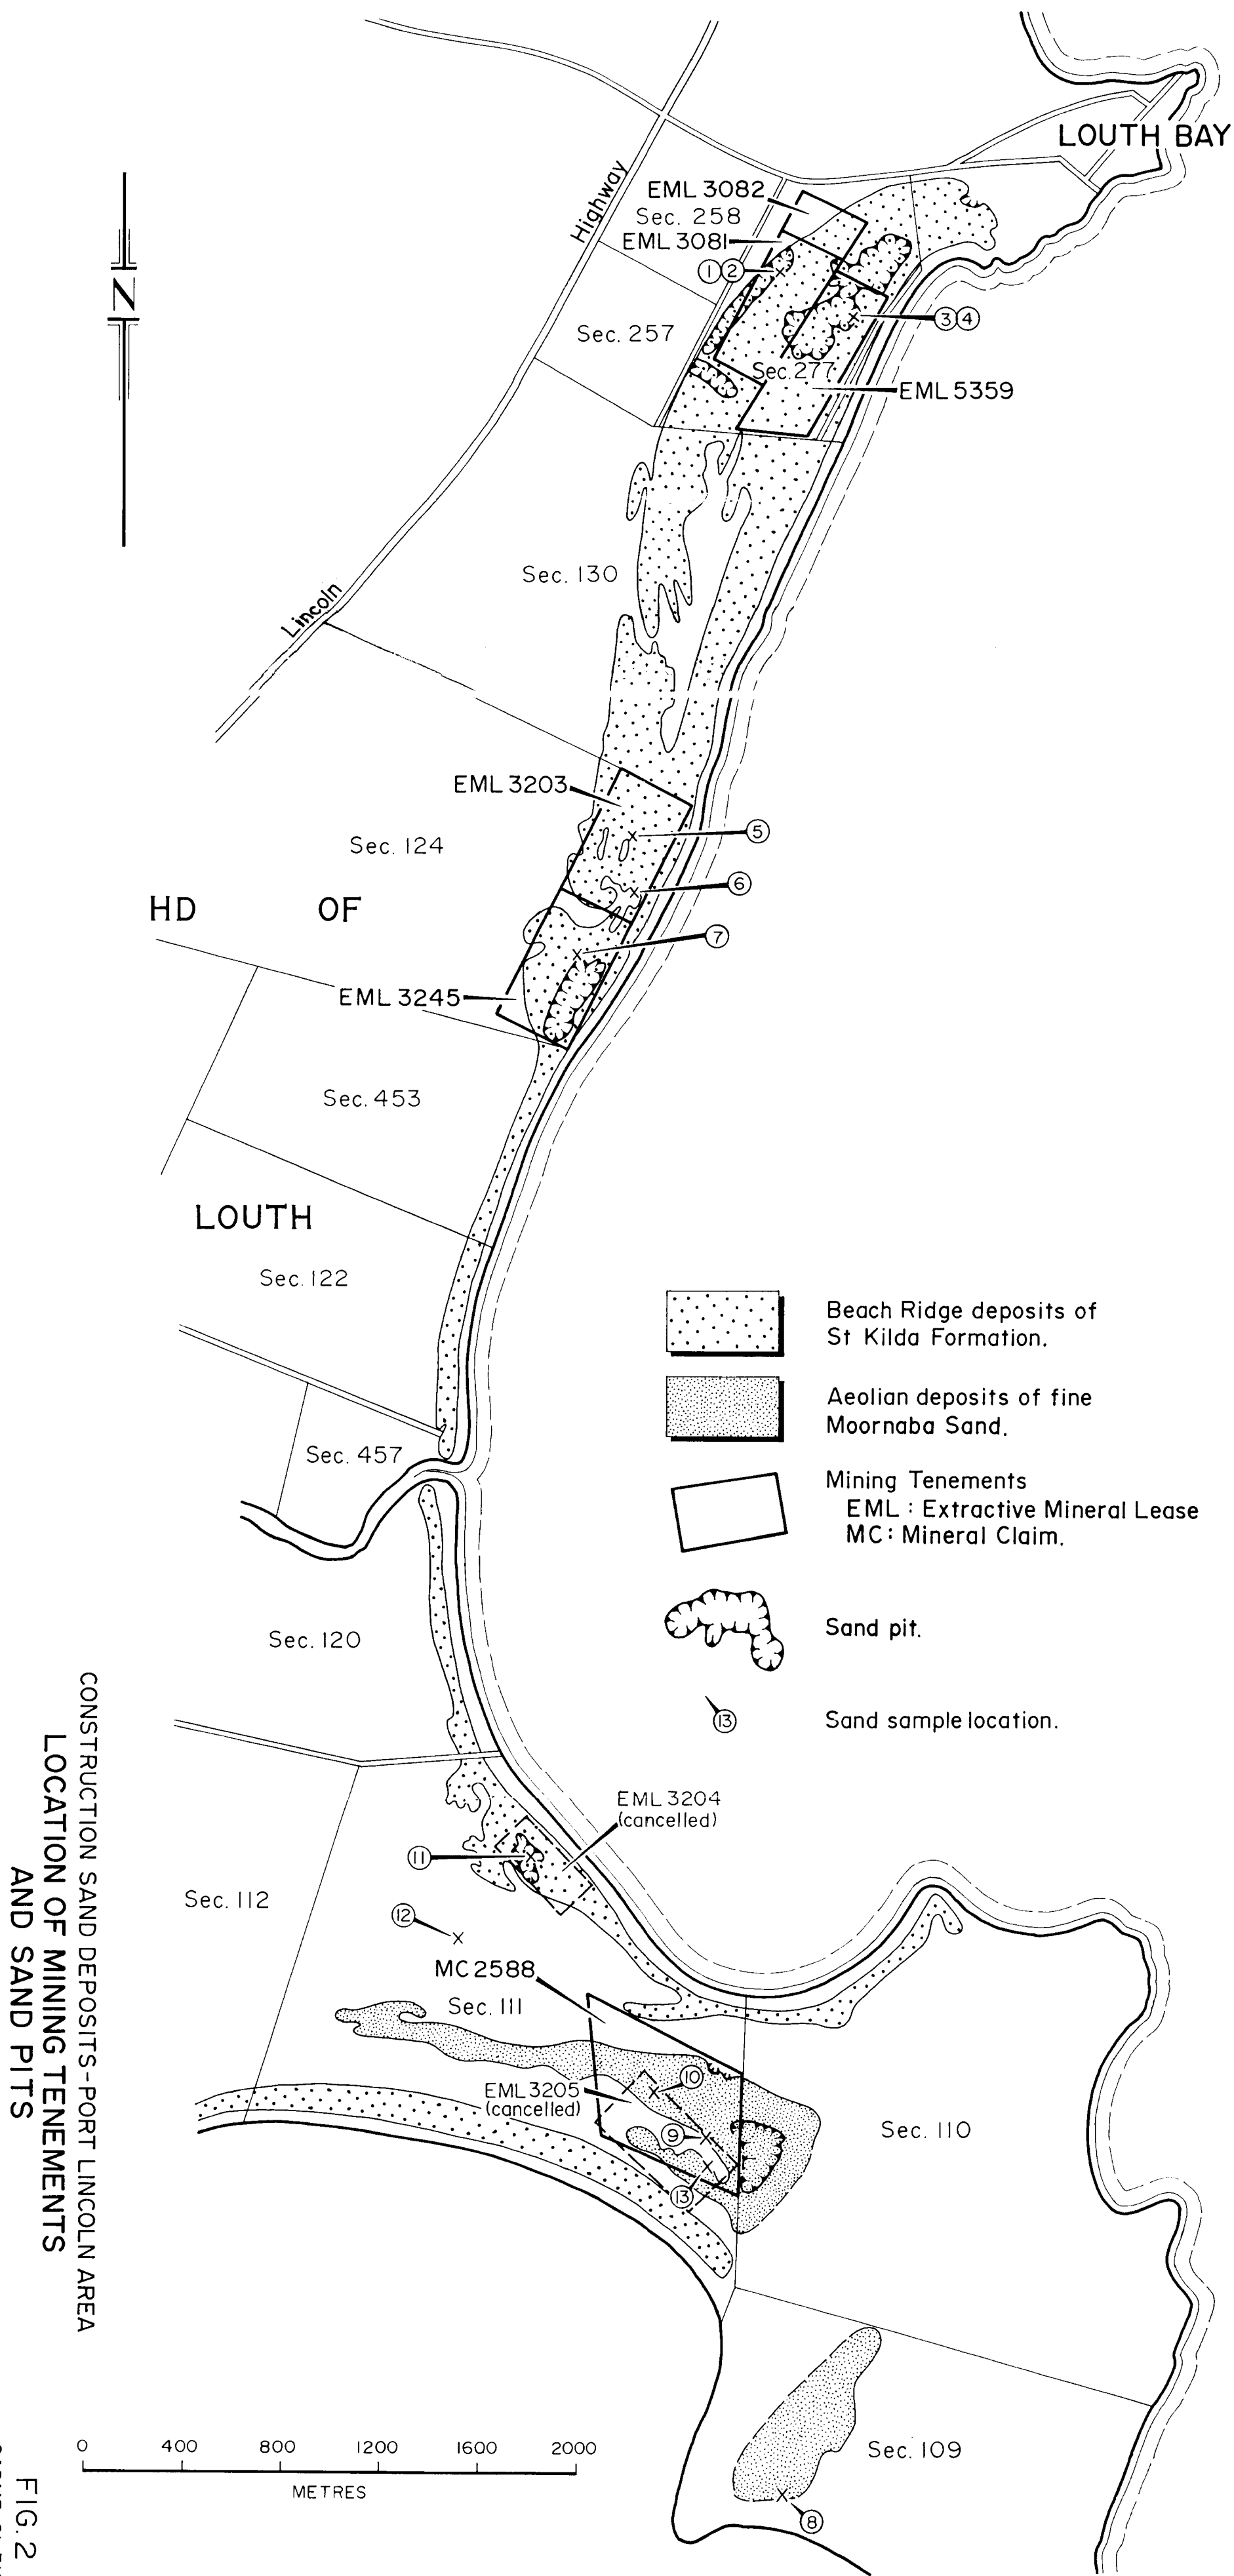 LOUTH BAY
Highway
EML 3082
Sec. 258
EML 3081
1 2
N
3 4
Sec. 257
Sec. 277
EML 5359
Sec. 130
Lincoln
EML 3203
5
Sec. 124
6
HD OF
7
EML 3245
Sec. 453
LOUTH
Sec. 122
Beach Ridge deposits of
St Kilda Formation.
Aeolian deposits of fine
Moornaba Sand.
Sec. 457
Mining Tenements
EML : Extractive Mineral Lease
MC : Mineral Claim.
Sand pit.
Sec. 120
13
Sand sample location.
EML 3204
(cancelled)
11
Sec. 112
12
MC 2588
Sec. 111
10
EML 3205
(cancelled)
9
Sec. 110
13
CONSTRUCTION SAND DEPOSITS-PORT LINCOLN AREA
LOCATION OF MINING TENEMENTS
AND SAND PITS
0 400 800 1200 1600 2000
METRES
Sec. 109
8
FIG. 2